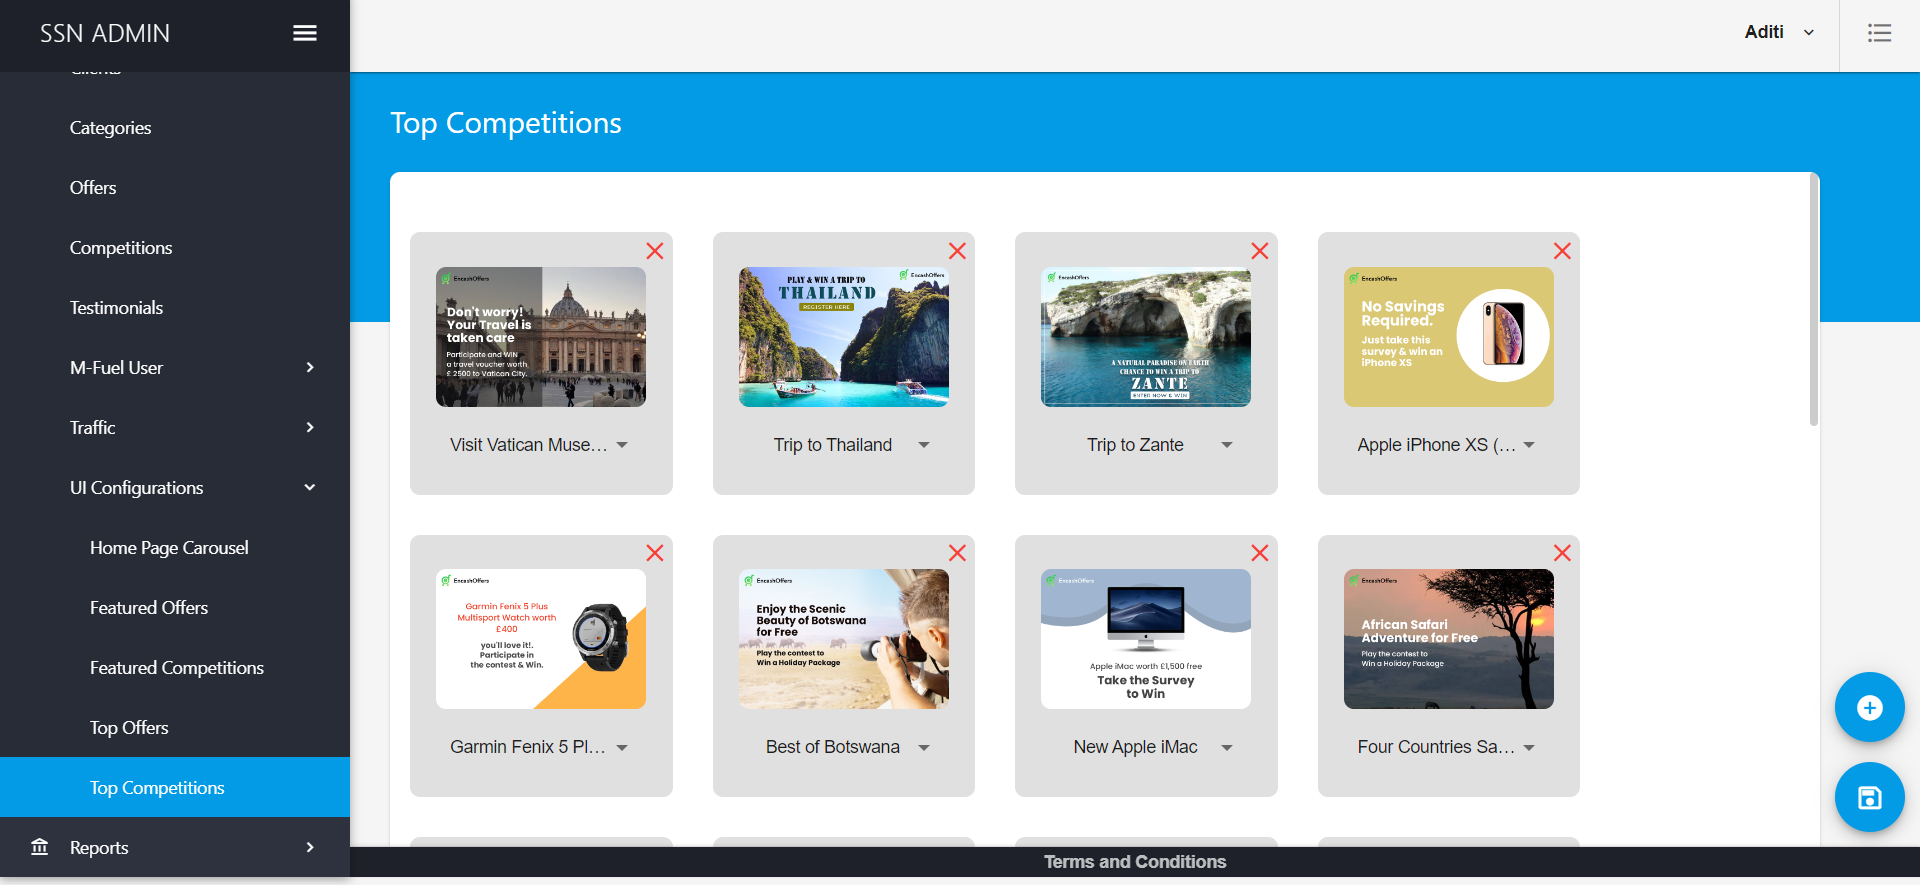 SSN ADMIN
Aditi
Categories
Offers
Competitions
Testimonials
M-Fuel User
Traffic
UI Configurations
Home Page Carousel
Featured Offers
Featured Competitions
Top Offers
Top Competitions
Reports
Top Competitions
EncashOffers
Don't worry!
Your Travel is
taken care
Participate and WIN
a travel voucher worth
£ 2500 to Vatican City.
Visit Vatican Muse...
EncashOffers
PLAY & WIN A TRIP TO
THAILAND
REGISTER HERE
Trip to Thailand
EncashOffers
A NATURAL PARADISE ON EARTH
CHANCE TO WIN A TRIP TO
ZANTE
ENTER NOW & WIN
Trip to Zante
EncashOffers
No Savings
Required.
Just take this
survey & win an
iPhone XS
Apple iPhone XS (...
EncashOffers
Garmin Fenix 5 Plus
Multisport Watch worth
£400
you'll love it!.
Participate in
the contest & Win.
Garmin Fenix 5 Pl...
EncashOffers
Enjoy the Scenic
Beauty of Botswana
for Free
Play the contest to
Win a Holiday Package
Best of Botswana
EncashOffers
Apple iMac worth £1,500 free
Take the Survey
to Win
New Apple iMac
EncashOffers
African Safari
Adventure for Free
Play the contest to
Win a Holiday Package
Four Countries Sa...
Terms and Conditions